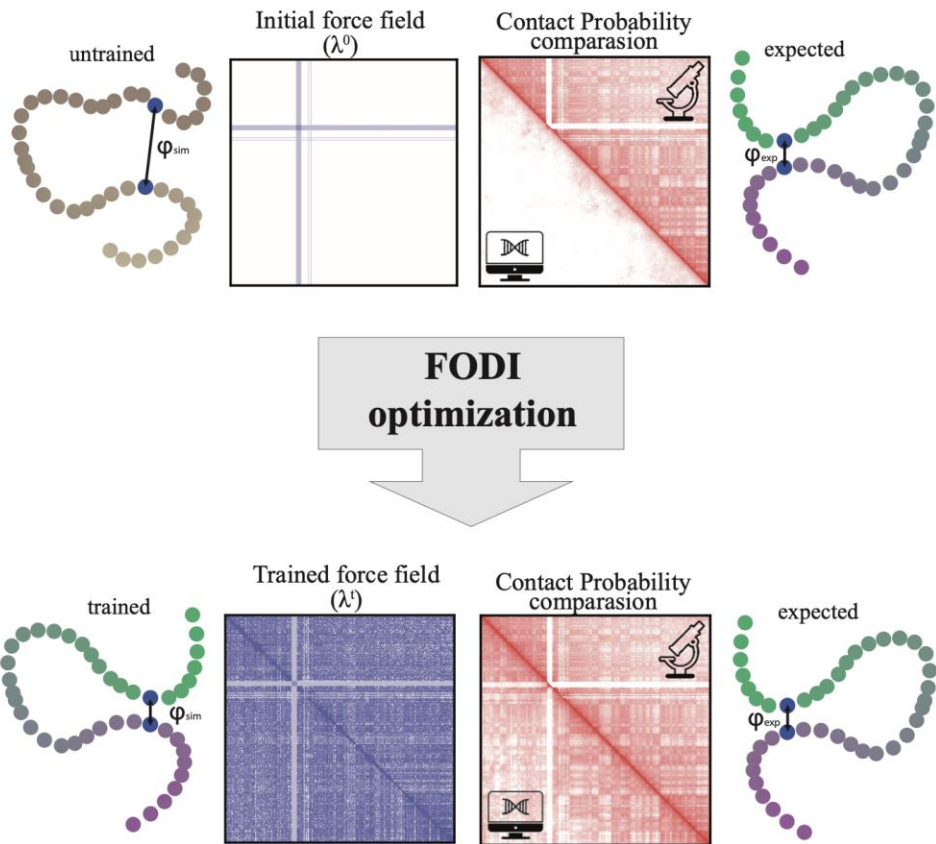 Initial force field
(λ⁰)
Contact Probability
comparasion
untrained
expected
φsim
φexp
FODI
optimization
Trained force field
(λᵗ)
Contact Probability
comparasion
trained
expected
φsim
φexp